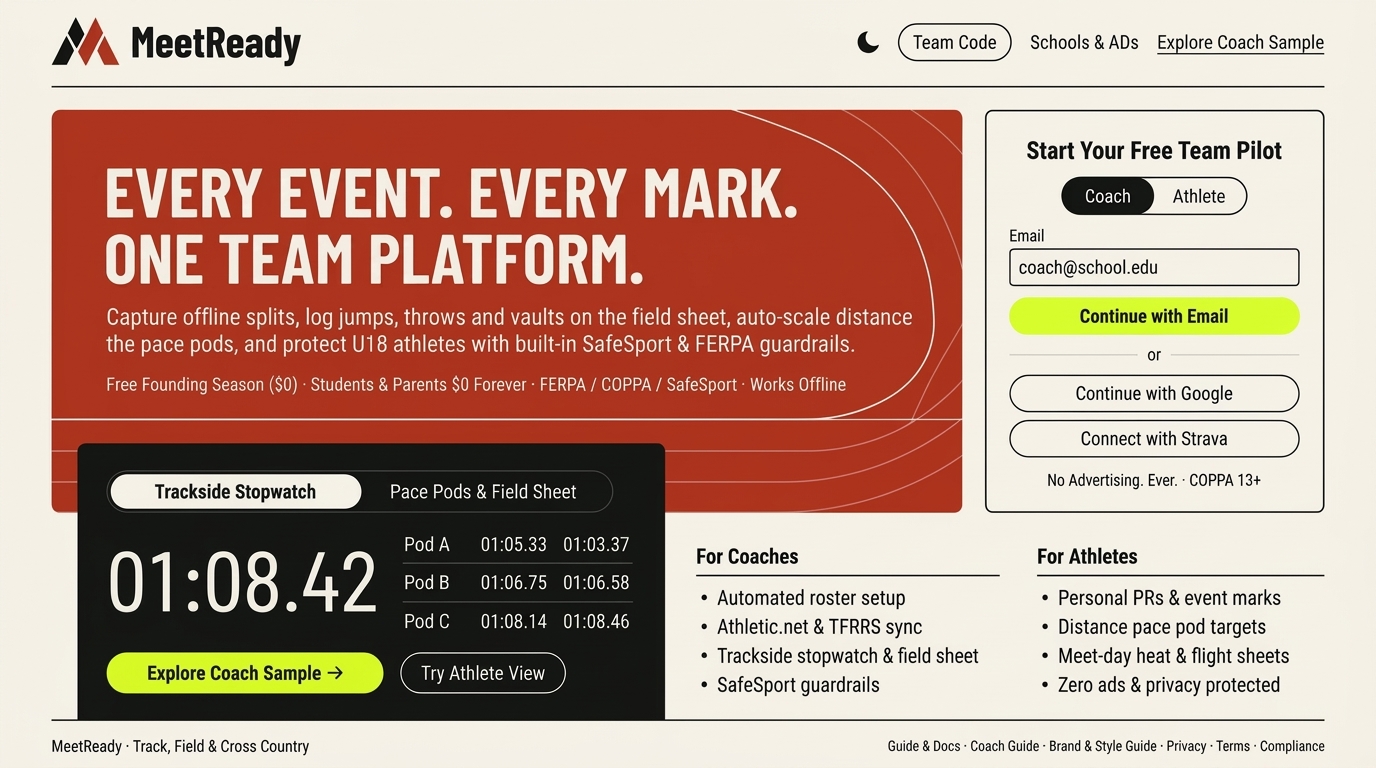 MeetReady
Team Code
Schools & ADs
Explore Coach Sample
EVERY EVENT. EVERY MARK.
ONE TEAM PLATFORM.
Capture offline splits, log jumps, throws and vaults on the field sheet, auto-scale distance
the pace pods, and protect U18 athletes with built-in SafeSport & FERPA guardrails.
Free Founding Season ($0) · Students & Parents $0 Forever · FERPA / COPPA / SafeSport · Works Offline
Start Your Free Team Pilot
Coach
Athlete
Email
coach@school.edu
Continue with Email
or
Continue with Google
Connect with Strava
No Advertising. Ever. · COPPA 13+
Trackside Stopwatch
Pace Pods & Field Sheet
01:08.42
Pod A 01:05.33 01:03.37
Pod B 01:06.75 01:06.58
Pod C 01:08.14 01:08.46
Explore Coach Sample →
Try Athlete View
For Coaches
• Automated roster setup
• Athletic.net & TFRRS sync
• Trackside stopwatch & field sheet
• SafeSport guardrails
For Athletes
• Personal PRs & event marks
• Distance pace pod targets
• Meet-day heat & flight sheets
• Zero ads & privacy protected
MeetReady · Track, Field & Cross Country
Guide & Docs · Coach Guide · Brand & Style Guide · Privacy · Terms · Compliance